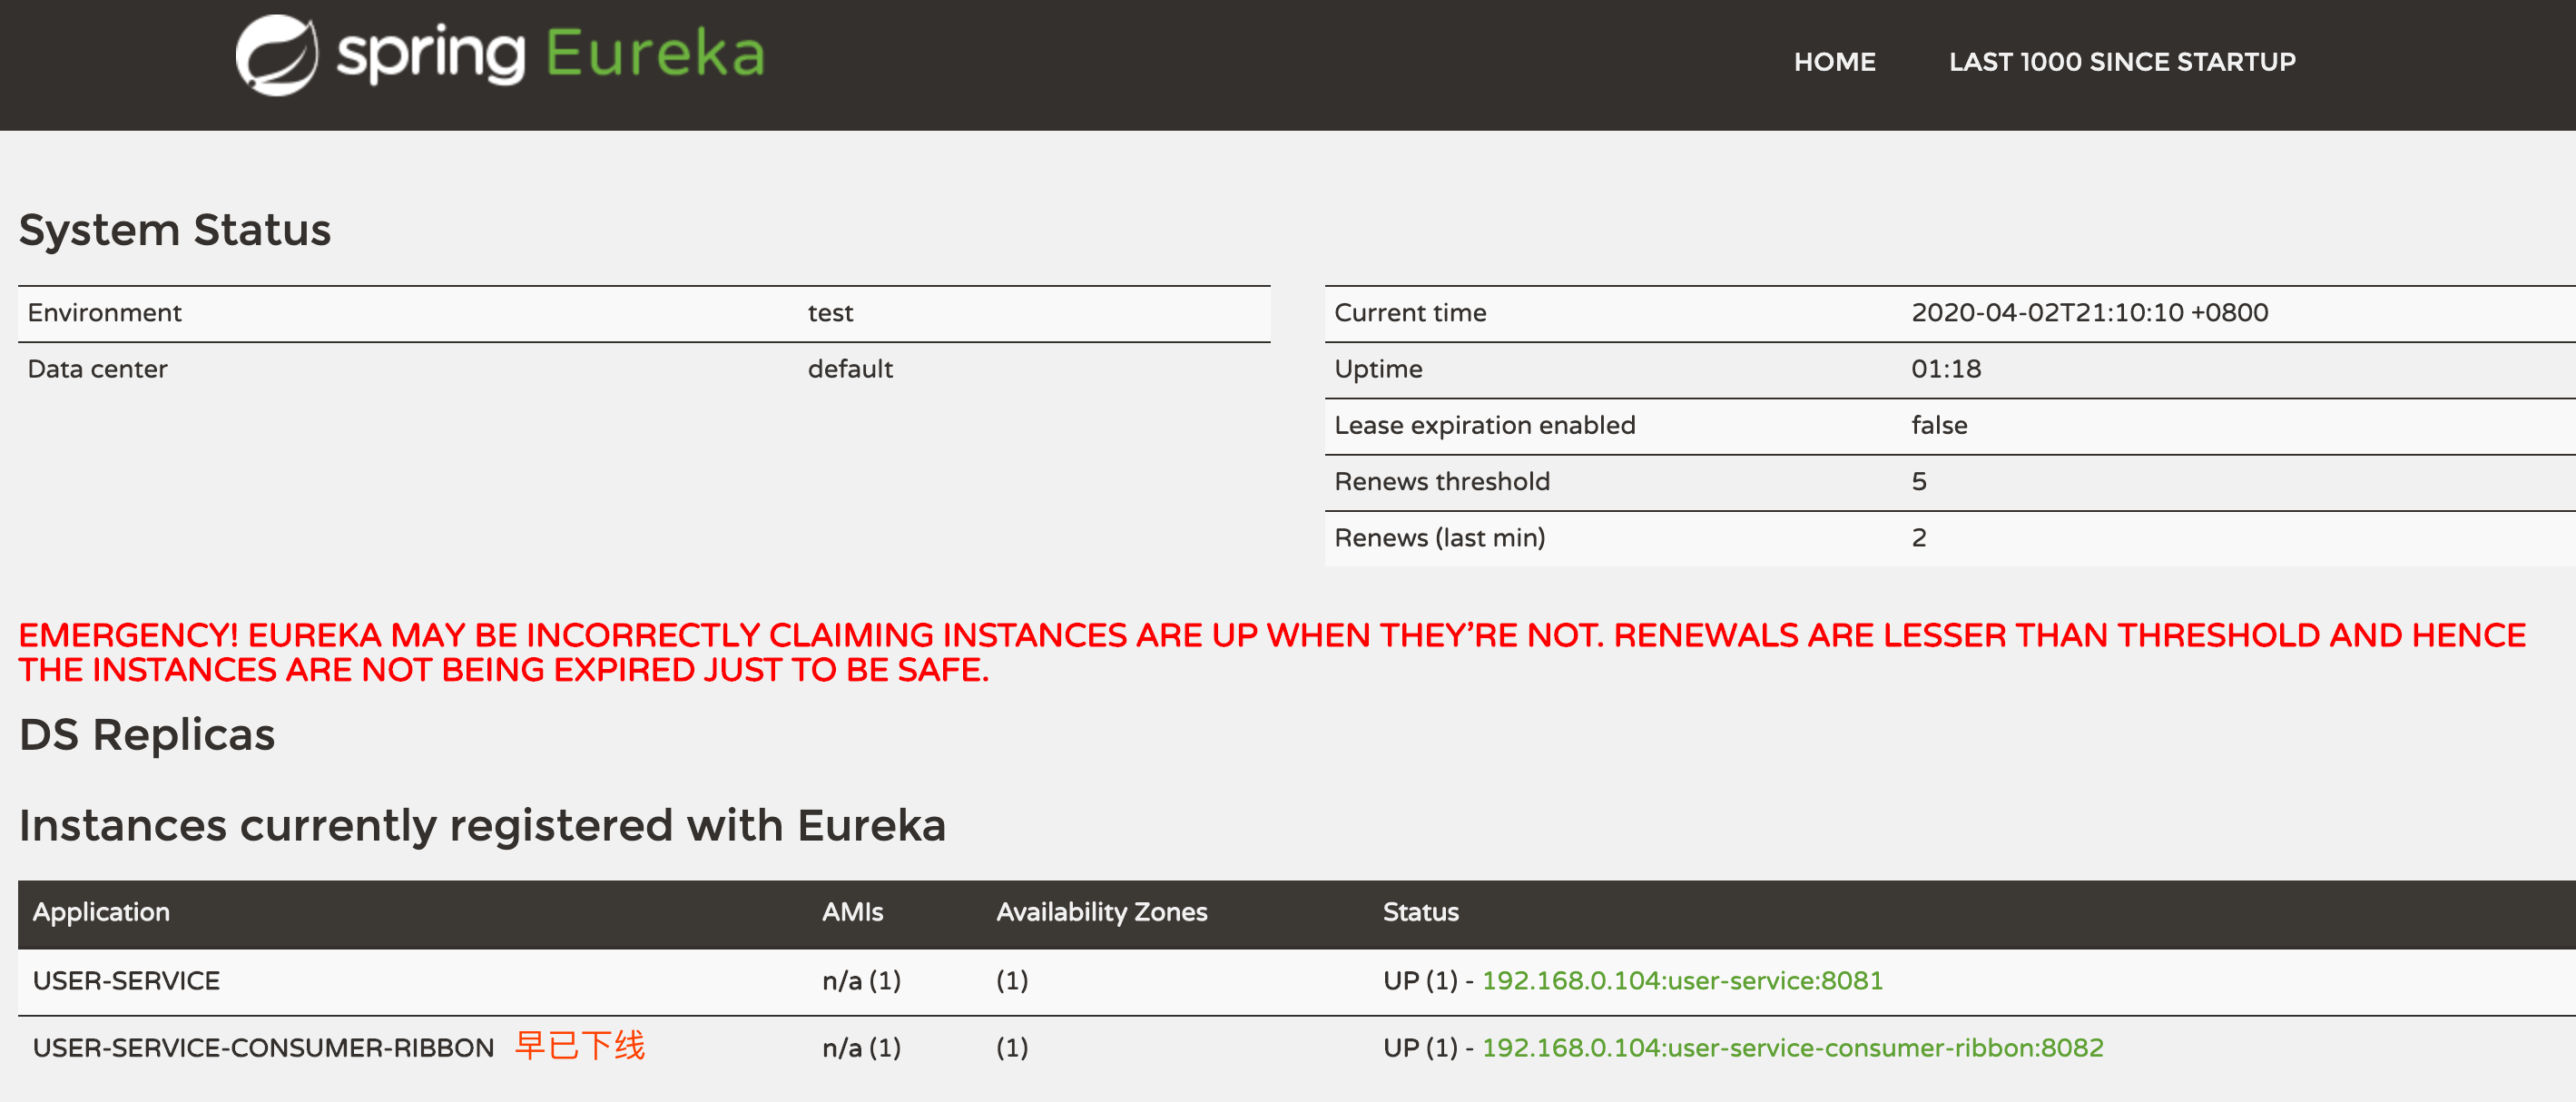 spring Eureka
HOME LAST 1000 SINCE STARTUP
System Status
Environment test
Data center default
Current time 2020-04-02T21:10:10 +0800
Uptime 01:18
Lease expiration enabled false
Renews threshold 5
Renews (last min) 2
EMERGENCY! EUREKA MAY BE INCORRECTLY CLAIMING INSTANCES ARE UP WHEN THEY’RE NOT. RENEWALS ARE LESSER THAN THRESHOLD AND HENCE
THE INSTANCES ARE NOT BEING EXPIRED JUST TO BE SAFE.
DS Replicas
Instances currently registered with Eureka
Application AMIs Availability Zones Status
USER-SERVICE n/a (1) (1) UP (1) - 192.168.0.104:user-service:8081
USER-SERVICE-CONSUMER-RIBBON 早已下线 n/a (1) (1) UP (1) - 192.168.0.104:user-service-consumer-ribbon:8082